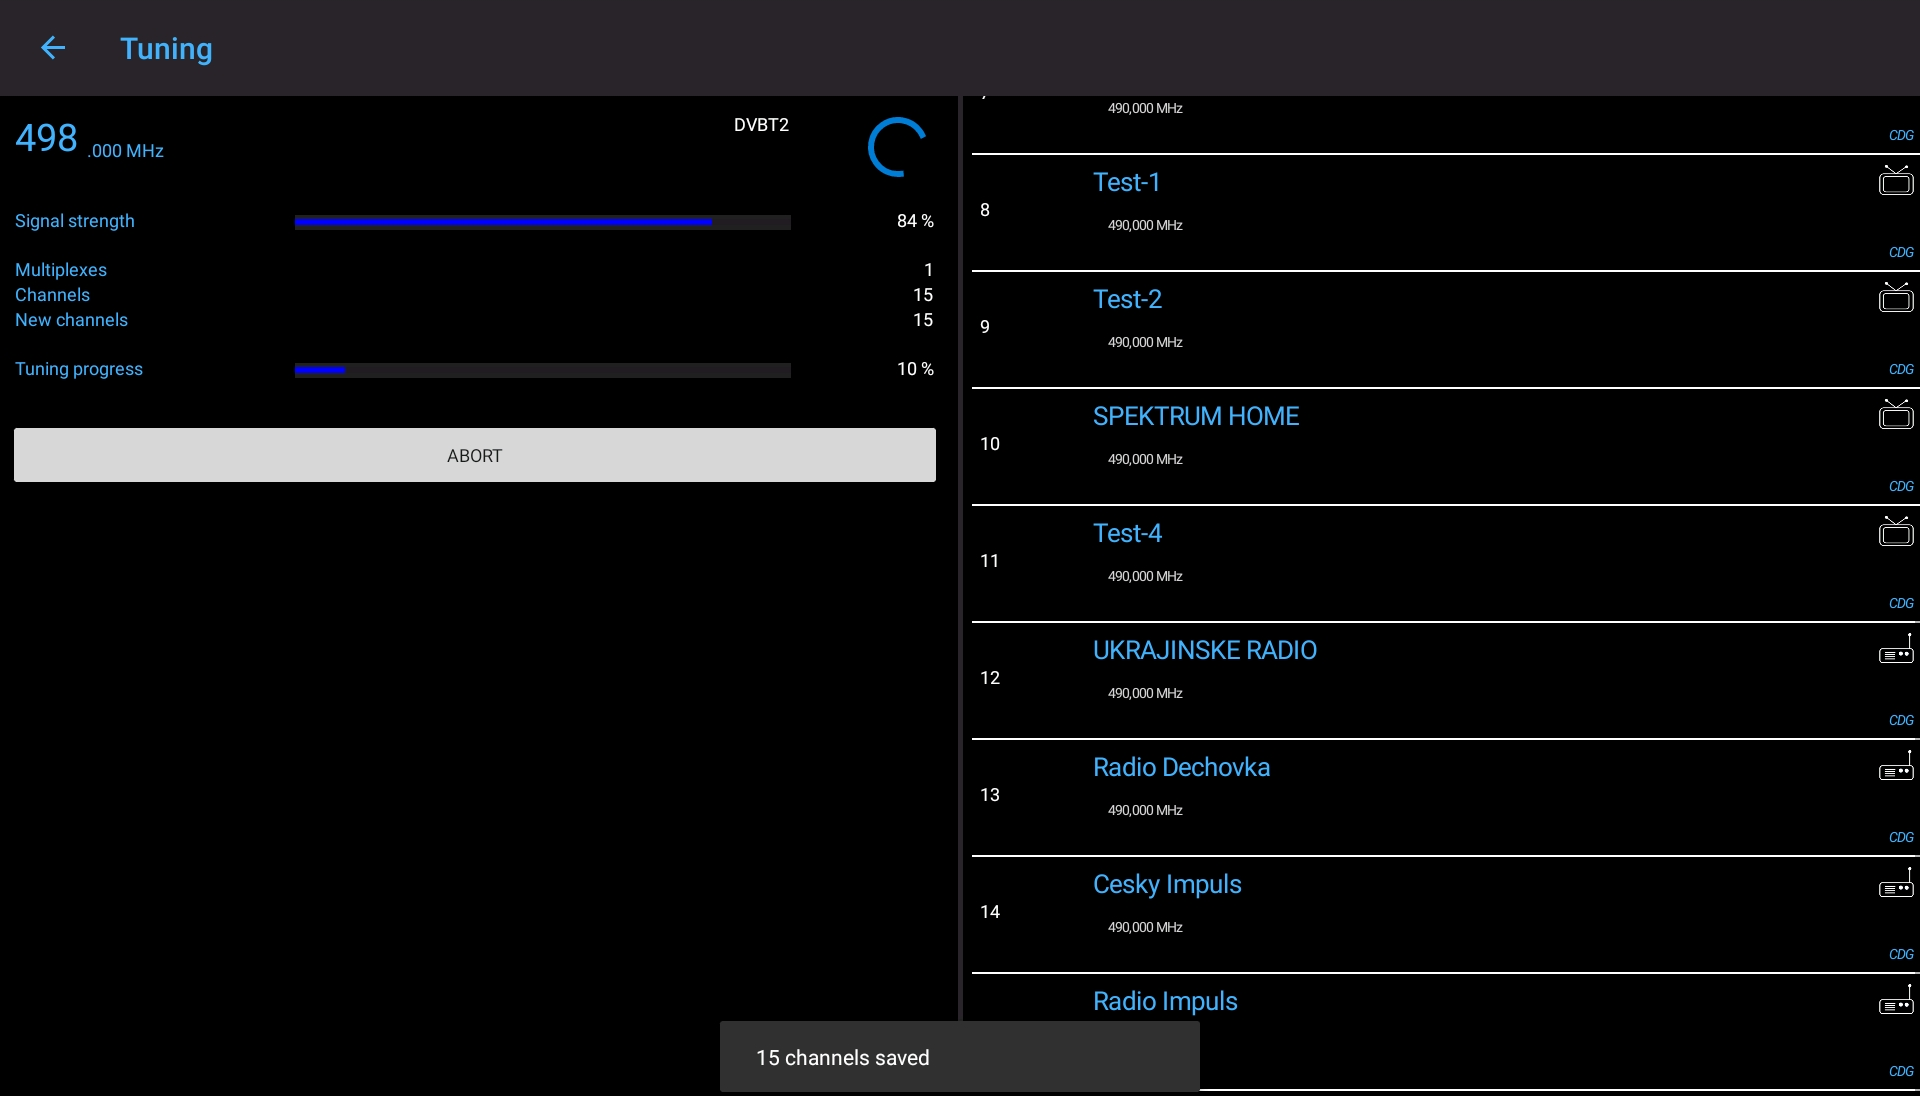 Tuning
498 .000 MHz
DVBT2
Signal strength 84 %
Multiplexes 1
Channels 15
New channels 15
Tuning progress 10 %
ABORT
490,000 MHz
CDG
8
Test-1
490,000 MHz
CDG
9
Test-2
490,000 MHz
CDG
10
SPEKTRUM HOME
490,000 MHz
CDG
11
Test-4
490,000 MHz
CDG
12
UKRAJINSKE RADIO
490,000 MHz
CDG
13
Radio Dechovka
490,000 MHz
CDG
14
Cesky Impuls
490,000 MHz
CDG
Radio Impuls
CDG
15 channels saved